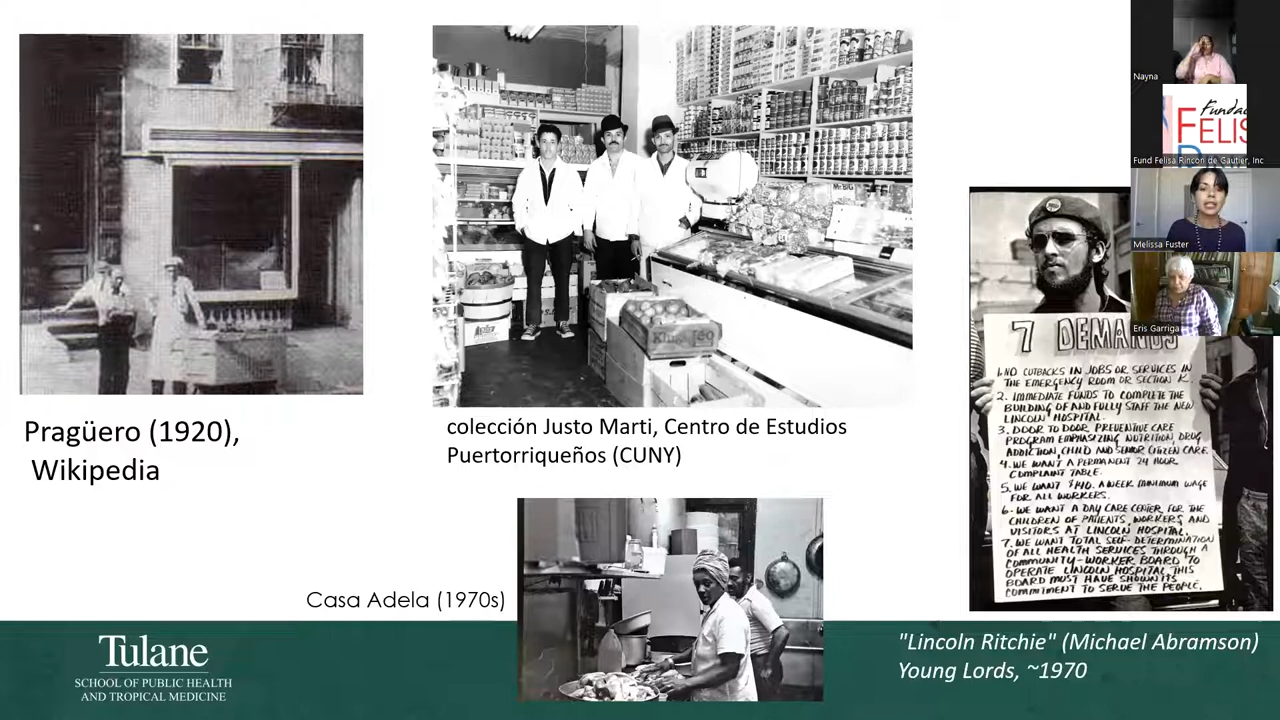 Pragüero (1920),
Wikipedia
colección Justo Marti, Centro de Estudios
Puertorriqueños (CUNY)
Casa Adela (1970s)
Tulane
SCHOOL OF PUBLIC HEALTH
AND TROPICAL MEDICINE
7 DEMANDS
1. NO CUTBACKS IN JOBS OR SERVICES IN
THE EMERGENCY ROOM OR SECTION K.
2. IMMEDIATE FUNDS TO COMPLETE THE
BUILDING OF AND FULLY STAFF THE NEW
LINCOLN HOSPITAL.
3. DOOR TO DOOR, PREVENTIVE CARE
PROGRAM EMPHASIZING NUTRITION, DRUG
ADDICTION, CHILD AND SENIOR CITIZEN CARE.
4. WE WANT A PERMANENT 24 HOUR
COMPLAINT TABLE.
5. WE WANT $140. A WEEK MINIMUM WAGE
FOR ALL WORKERS.
6- WE WANT A DAY CARE CENTER FOR THE
CHILDREN OF PATIENTS, WORKERS AND
VISITORS AT LINCOLN HOSPITAL.
7. WE WANT TOTAL SELF-DETERMINATION
OF ALL HEALTH SERVICES THROUGH A
COMMUNITY-WORKER BOARD TO
OPERATE LINCOLN HOSPITAL. THIS
BOARD MUST HAVE SHOWN ITS
COMMITMENT TO SERVE THE PEOPLE.
"Lincoln Ritchie" (Michael Abramson)
Young Lords, ~1970
Nayna
Fundac
FELIS
Fund Felisa Rincon de Gautier, Inc
Melissa Fuster
Eris Garriga